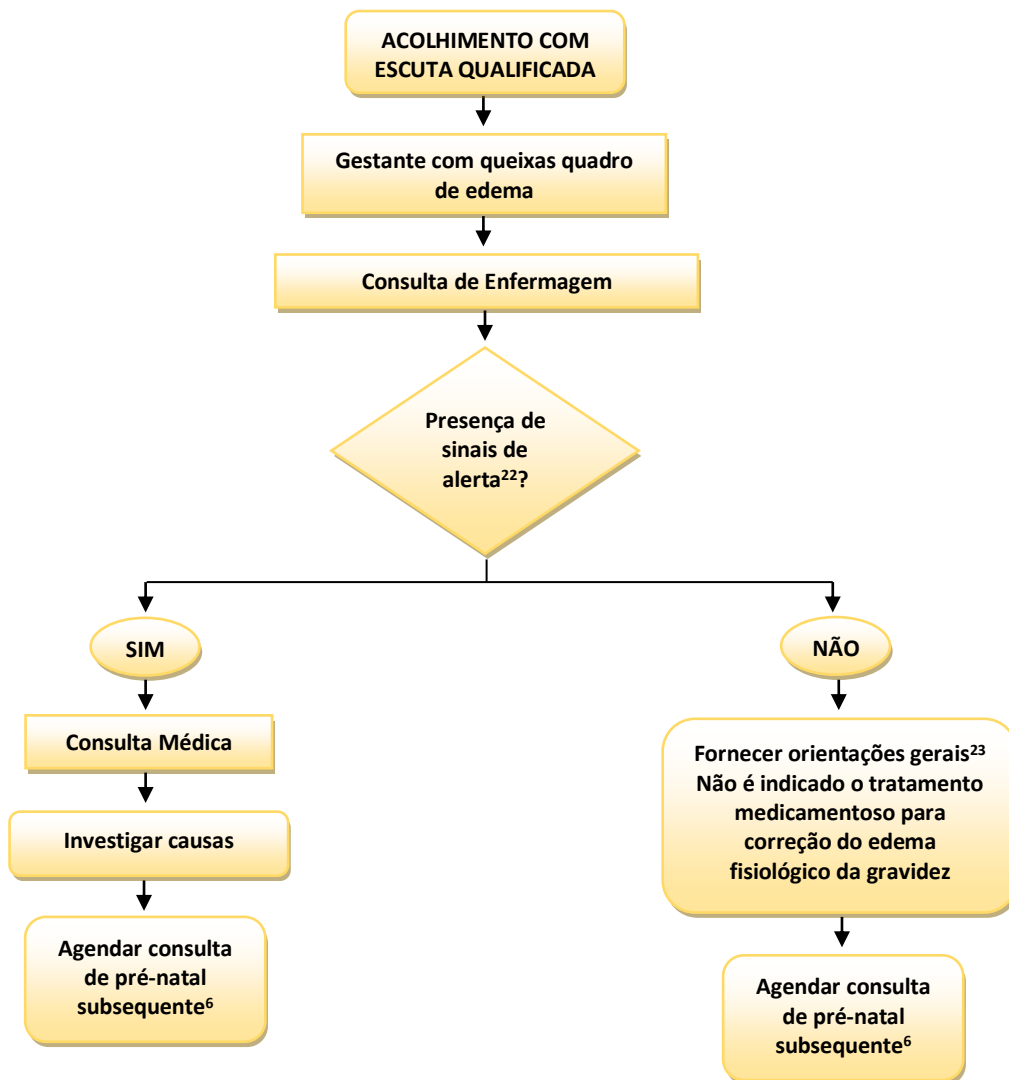 ACOLHIMENTO COM
ESCUTA QUALIFICADA
Gestante com queixas quadro
de edema
Consulta de Enfermagem
Presença de
sinais de
alerta²²?
SIM
Consulta Médica
Investigar causas
Agendar consulta
de pré-natal
subsequente⁶
NÃO
Fornecer orientações gerais²³
Não é indicado o tratamento
medicamentoso para
correção do edema
fisiológico da gravidez
Agendar consulta
de pré-natal
subsequente⁶